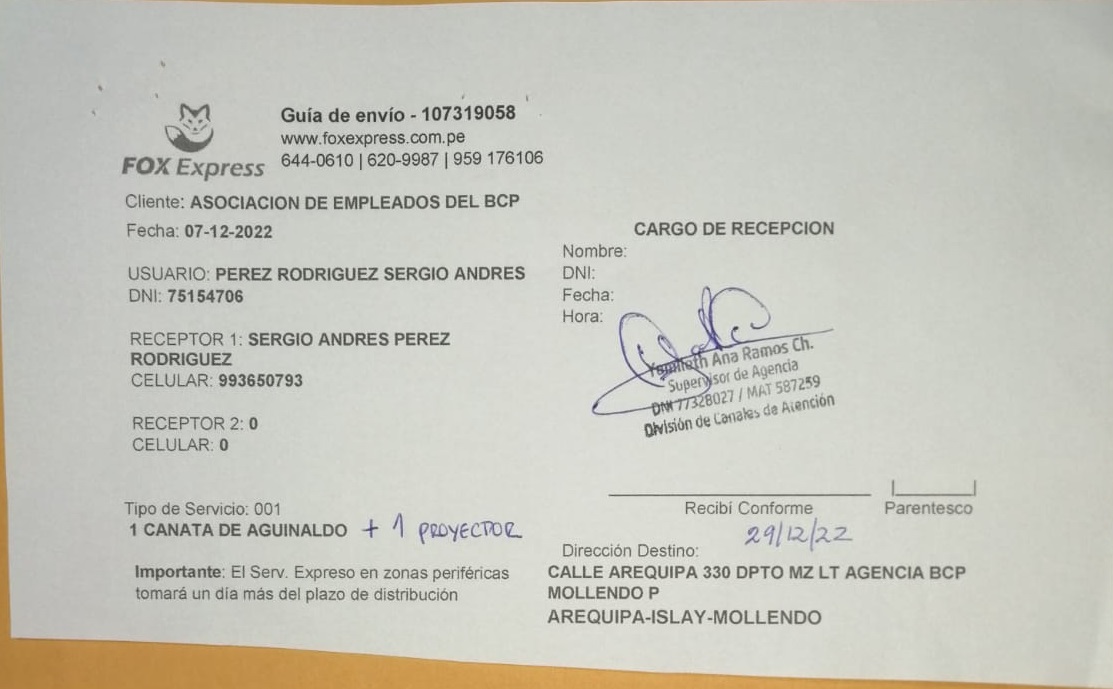 Guía de envío - 107319058
www.foxexpress.com.pe
FOX Express
644-0610 | 620-9987 | 959 176106
Cliente: ASOCIACION DE EMPLEADOS DEL BCP
Fecha: 07-12-2022
USUARIO: PEREZ RODRIGUEZ SERGIO ANDRES
DNI: 75154706
RECEPTOR 1: SERGIO ANDRES PEREZ
RODRIGUEZ
CELULAR: 993650793
RECEPTOR 2: 0
CELULAR: 0
Tipo de Servicio: 001
1 CANATA DE AGUINALDO + 1 PROYECTOR
Importante: El Serv. Expreso en zonas periféricas
tomará un día más del plazo de distribución
CARGO DE RECEPCION
Nombre:
DNI:
Fecha:
Hora:
Ana Ramos Ch.
Supervisor de Agencia
DNI 77328027 / MAT 587259
División de Canales de Atención
Recibí Conforme
Parentesco
29/12/22
Dirección Destino:
CALLE AREQUIPA 330 DPTO MZ LT AGENCIA BCP
MOLLENDO P
AREQUIPA-ISLAY-MOLLENDO